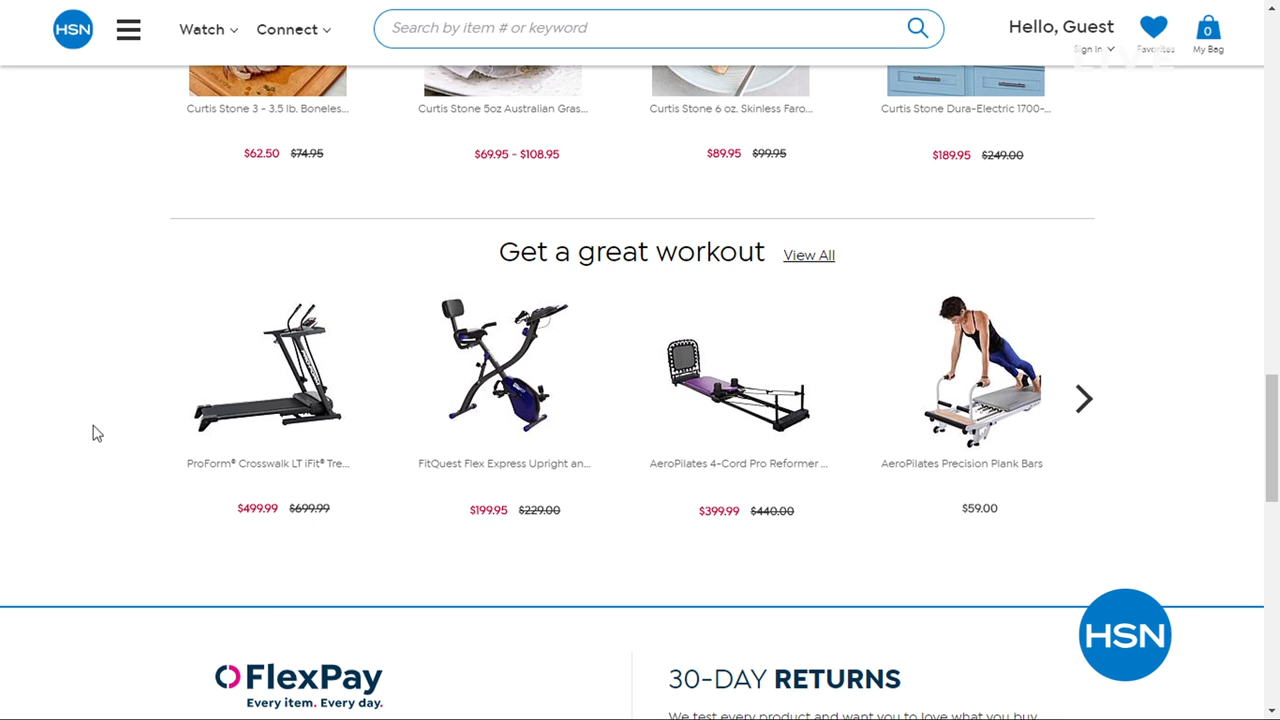 HSN
Watch
Connect
Search by item # or keyword
Hello, Guest
Sign In
Favorites
0
My Bag
LIVE
Curtis Stone 3 - 3.5 lb. Boneles...
Curtis Stone 5oz Australian Gras...
Curtis Stone 6 oz. Skinless Faro...
Curtis Stone Dura-Electric 1700-...
$62.50 $74.95
$69.95 - $108.95
$89.95 $99.95
$189.95 $249.00
Get a great workout View All
ProForm® Crosswalk LT iFit® Tre...
FitQuest Flex Express Upright an...
AeroPilates 4-Cord Pro Reformer ...
AeroPilates Precision Plank Bars
$499.99 $699.99
$199.95 $229.00
$399.99 $440.00
$59.00
HSN
FlexPay
Every item. Every day.
30-DAY RETURNS
We test every product and want you to love what you buy